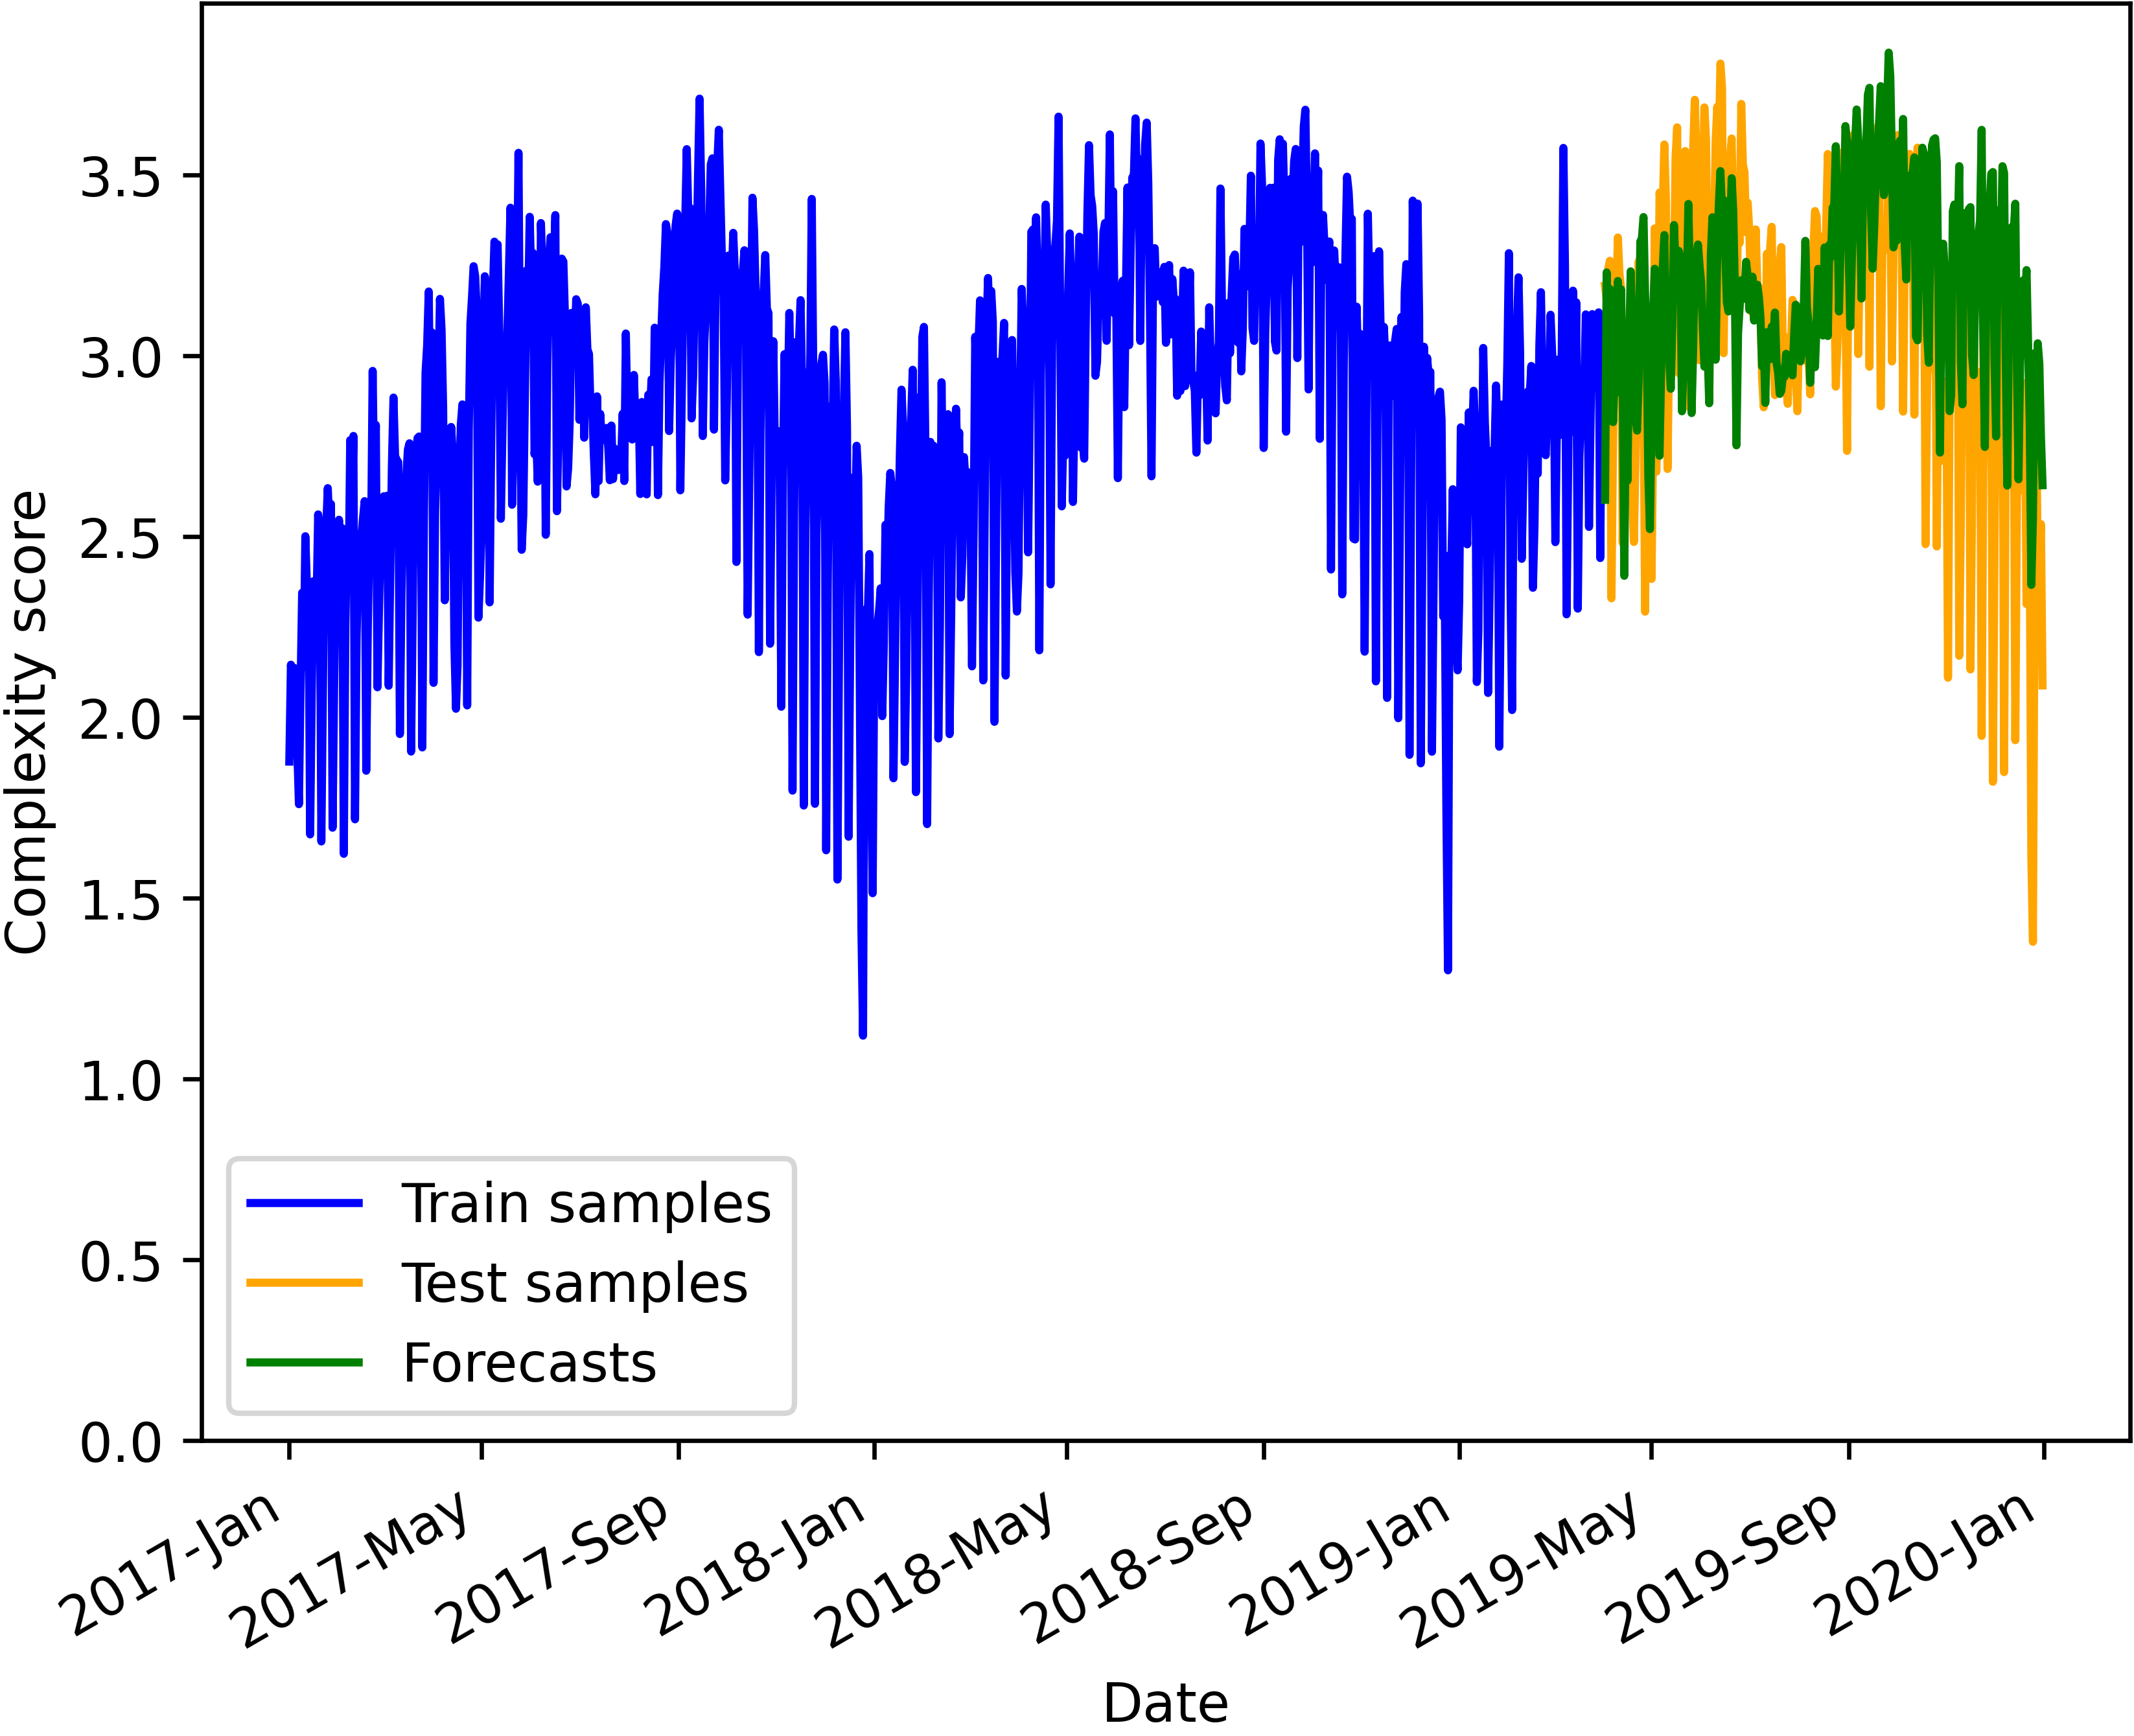 Complexity score
3.5
3.0
2.5
2.0
1.5
1.0
0.5
0.0
Train samples
Test samples
Forecasts
2017-Jan
2017-May
2017-Sep
2018-Jan
2018-May
2018-Sep
2019-Jan
2019-May
2019-Sep
2020-Jan
Date